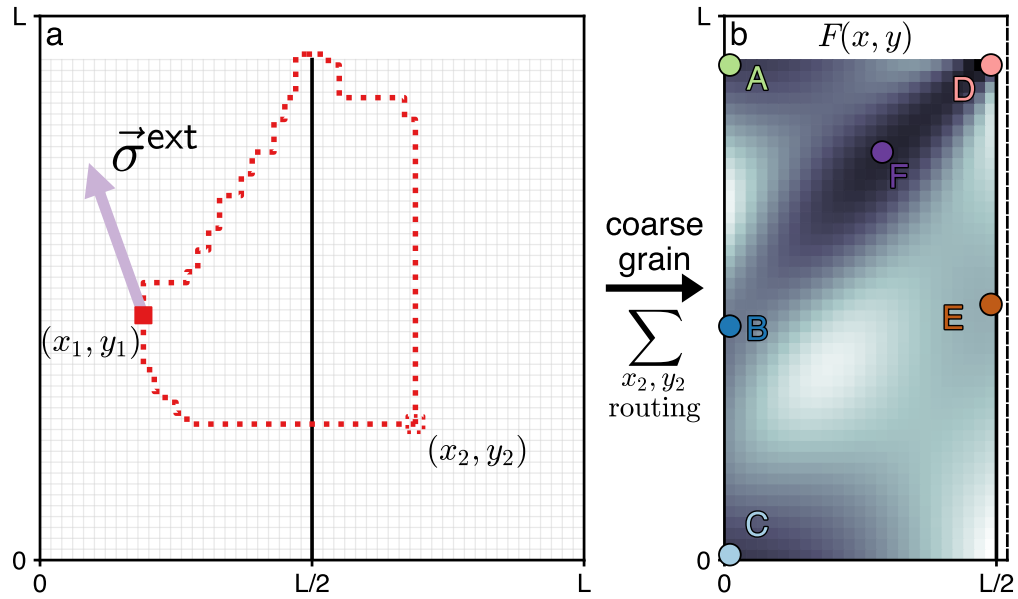 L
a
σ⃗ ext
(x₁, y₁)
(x₂, y₂)
0
0
L/2
L
coarse
grain
∑
x₂, y₂
routing
L
b
F(x, y)
A
D
F
B
E
C
0
0
L/2